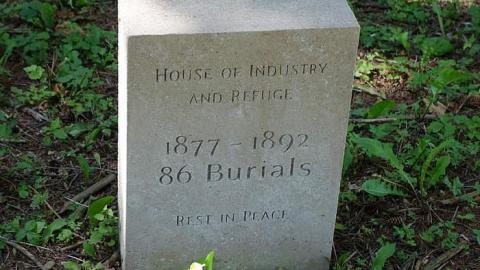 House of Industry
and Refuge
1877 - 1892
86 Burials
Rest in Peace